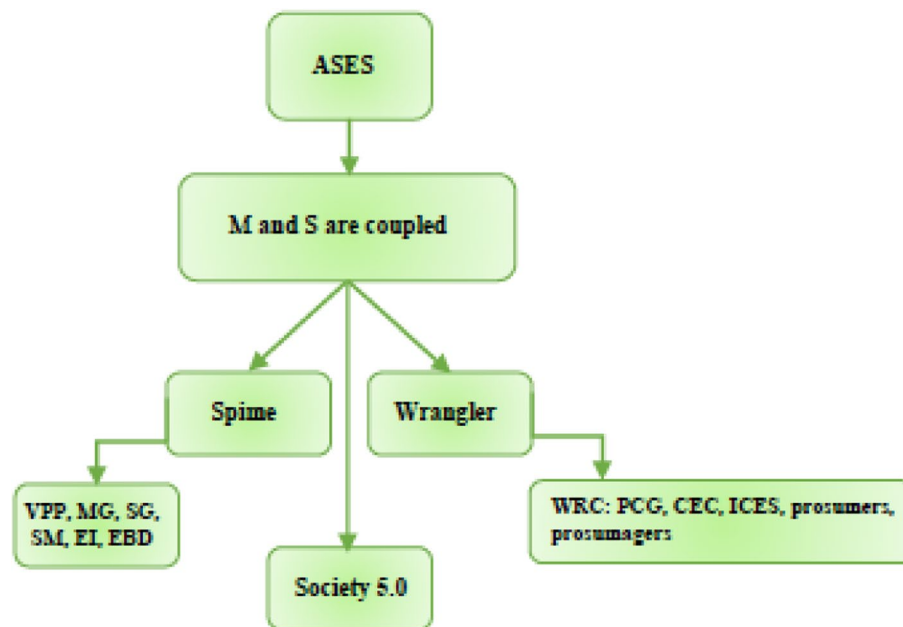 ASES
M and S are coupled
Spime
Wrangler
VPP, MG, SG,
SM, EI, EBD
WRC: PCG, CEC, ICES, prosumers,
prosumagers
Society 5.0